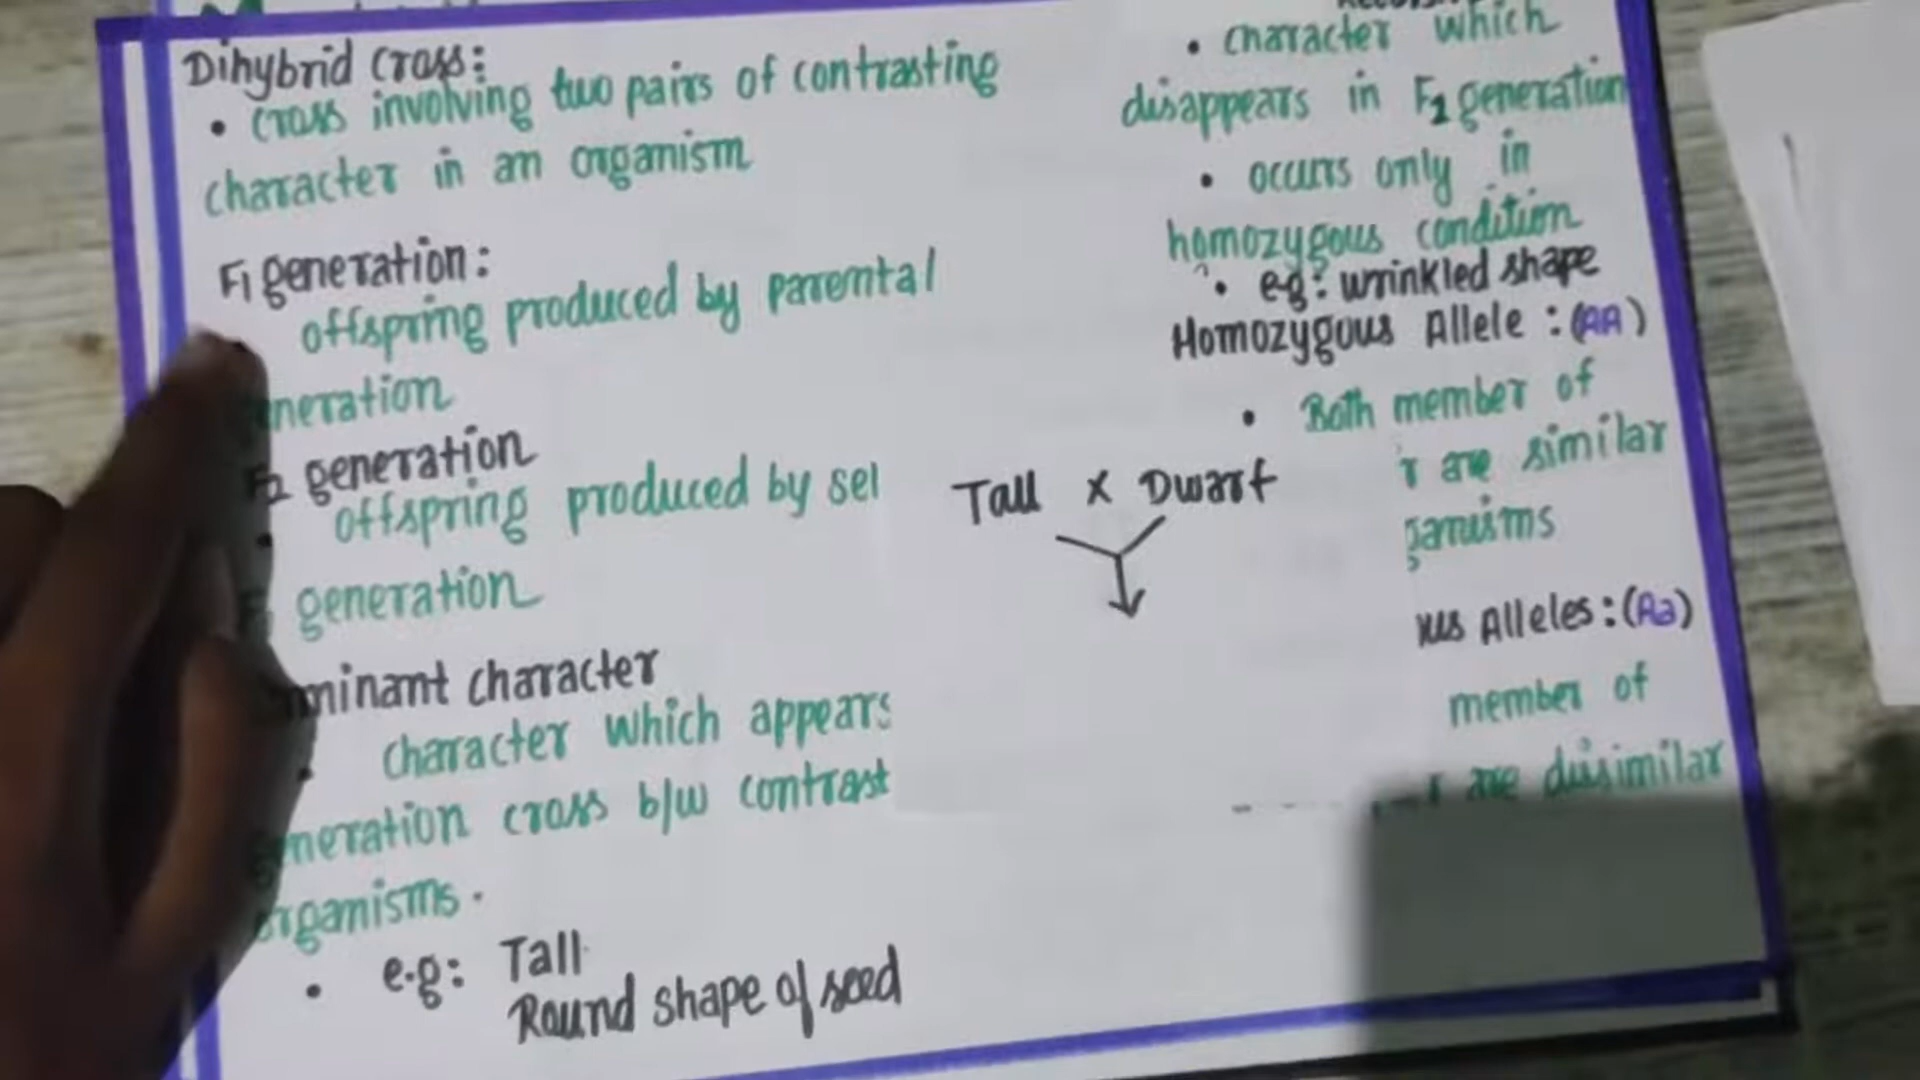 Dihybrid Cross:
• Cross involving two pairs of contrasting
character in an organism
F1 generation:
offspring produced by parental
neration
F2 generation
• offspring produced by sel
generation
minant character
• character which appears
neration cross b/w contrast
organisms.
• e.g: Tall
Round shape of seed
Tall x Dwarf
• character which
disappears in generation
• occurs only in
homozygous condition
• e.g: wrinkled shape
Homozygous Allele : (AA)
• Both member of
r are similar
ganisms
us Alleles : (Aa)
member of
are dissimilar